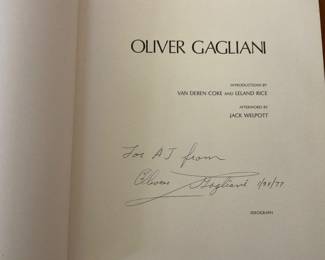 OLIVER GAGLIANI
INTRODUCTIONS BY
VAN DEREN COKE AND LELAND RICE
AFTERWORD BY
JACK WELPOTT
For AJ from
Oliver Gagliani
IDEOGRAPH